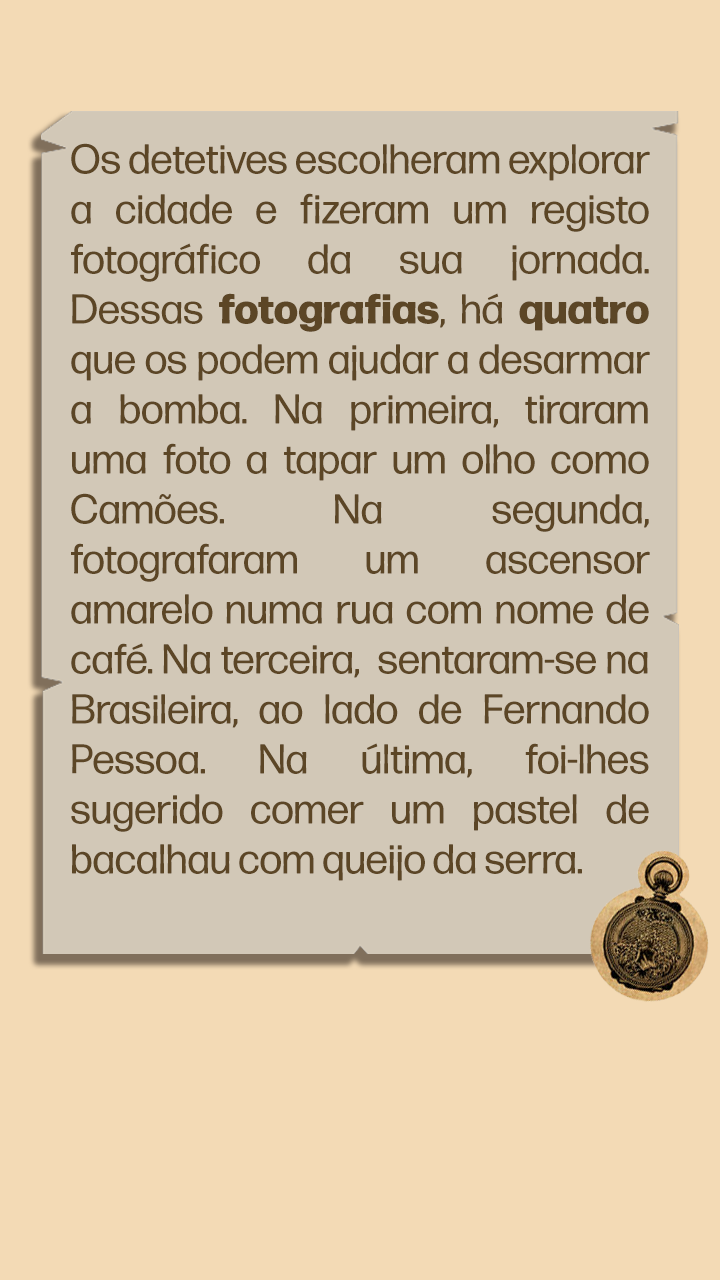 Os detetives escolheram explorar
a cidade e fizeram um registo
fotográfico da sua jornada.
Dessas fotografias, há quatro
que os podem ajudar a desarmar
a bomba. Na primeira, tiraram
uma foto a tapar um olho como
Camões. Na segunda,
fotografaram um ascensor
amarelo numa rua com nome de
café. Na terceira, sentaram-se na
Brasileira, ao lado de Fernando
Pessoa. Na última, foi-lhes
sugerido comer um pastel de
bacalhau com queijo da serra.